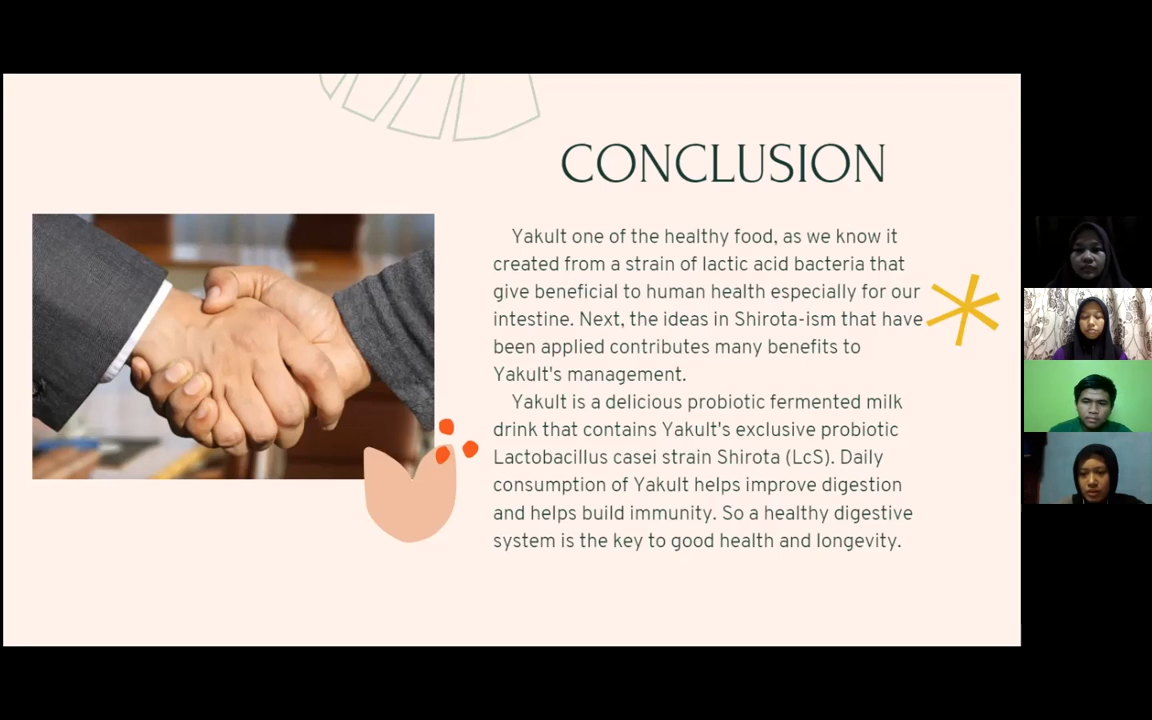 CONCLUSION
Yakult one of the healthy food, as we know it
created from a strain of lactic acid bacteria that
give beneficial to human health especially for our
intestine. Next, the ideas in Shirota-ism that have
been applied contributes many benefits to
Yakult's management.
Yakult is a delicious probiotic fermented milk
drink that contains Yakult's exclusive probiotic
Lactobacillus casei strain Shirota (LcS). Daily
consumption of Yakult helps improve digestion
and helps build immunity. So a healthy digestive
system is the key to good health and longevity.